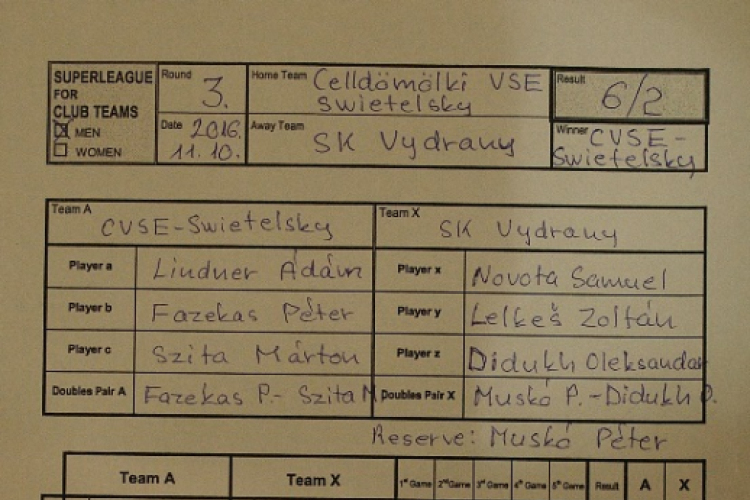 SUPERLEAGUE
FOR
CLUB TEAMS
☒ MEN
☐ WOMEN
Round 3.
Date 2016.
11.10.
Home Team Celldömölki VSE
Swietelsky
Away Team SK Vydrany
Result 6/2
Winner CVSE-
Swietelsky
Team A CVSE-Swietelsky Team X SK Vydrany
Player a Lindner Ádám Player x Novota Samuel
Player b Fazekas Péter Player y Lelkeš Zoltán
Player c Szita Márton Player z Didukh Oleksandar
Doubles Pair A Fazekas P.- Szita M Doubles Pair X Muskó P.-Didukh O.
Reserve: Muskó Péter
Team A Team X 1st Game 2nd Game 3rd Game 4th Game 5th Game Result A X